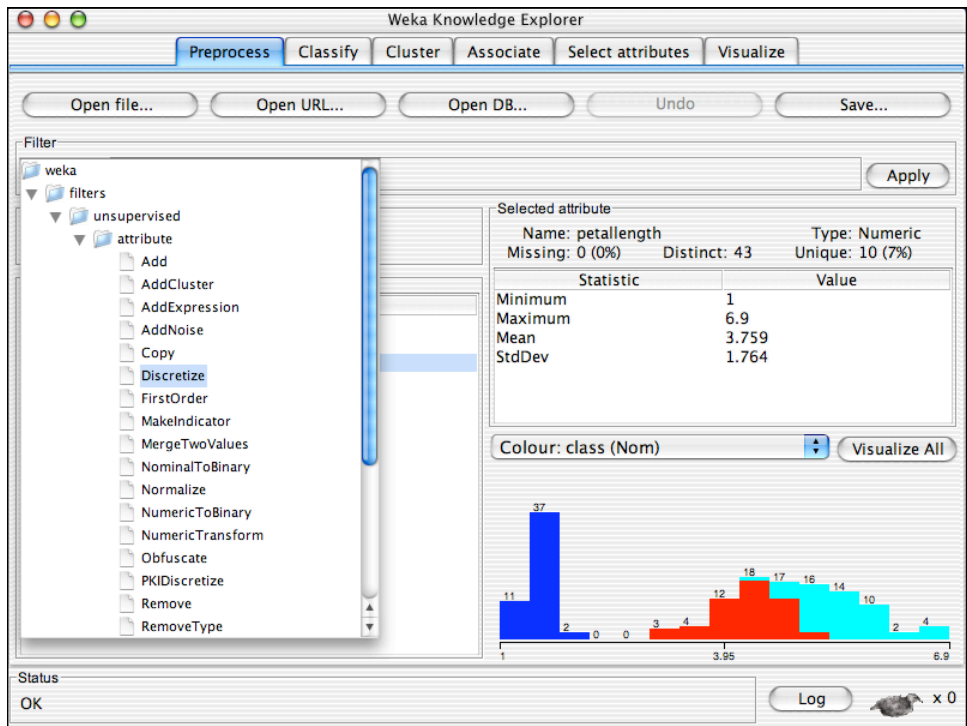 Weka Knowledge Explorer
Preprocess Classify Cluster Associate Select attributes Visualize
Open file... Open URL... Open DB... Undo Save...
Filter
weka
filters
unsupervised
attribute
Add
AddCluster
AddExpression
AddNoise
Copy
Discretize
FirstOrder
MakeIndicator
MergeTwoValues
NominalToBinary
Normalize
NumericToBinary
NumericTransform
Obfuscate
PKIDiscretize
Remove
RemoveType
Apply
Selected attribute
Name: petallength Type: Numeric
Missing: 0 (0%) Distinct: 43 Unique: 10 (7%)
Statistic Value
Minimum 1
Maximum 6.9
Mean 3.759
StdDev 1.764
Colour: class (Nom) Visualize All
11 37 2 0 0 3 4 12 18 17 16 14 10 2 4
1 3.95 6.9
Status
OK
Log x 0